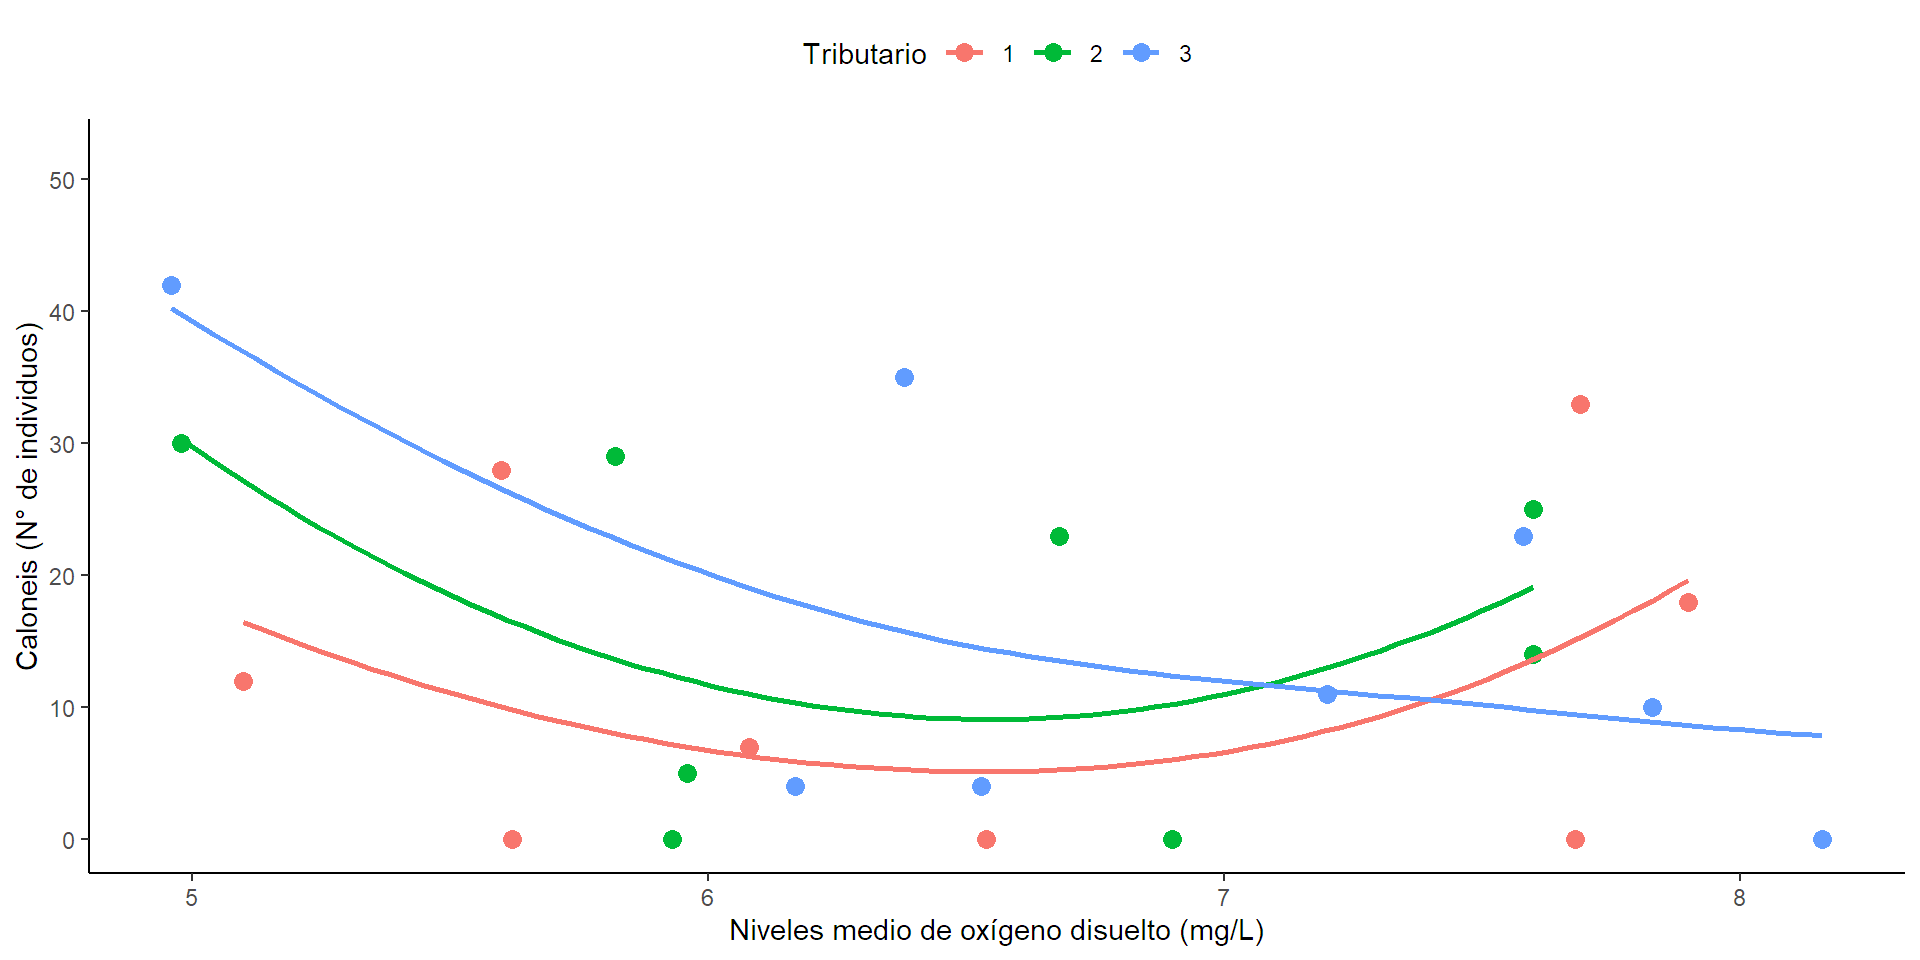 Tributario 1 2 3
50
40
30
20
10
0
Caloneis (N° de individuos)
5 6 7 8
Niveles medio de oxígeno disuelto (mg/L)